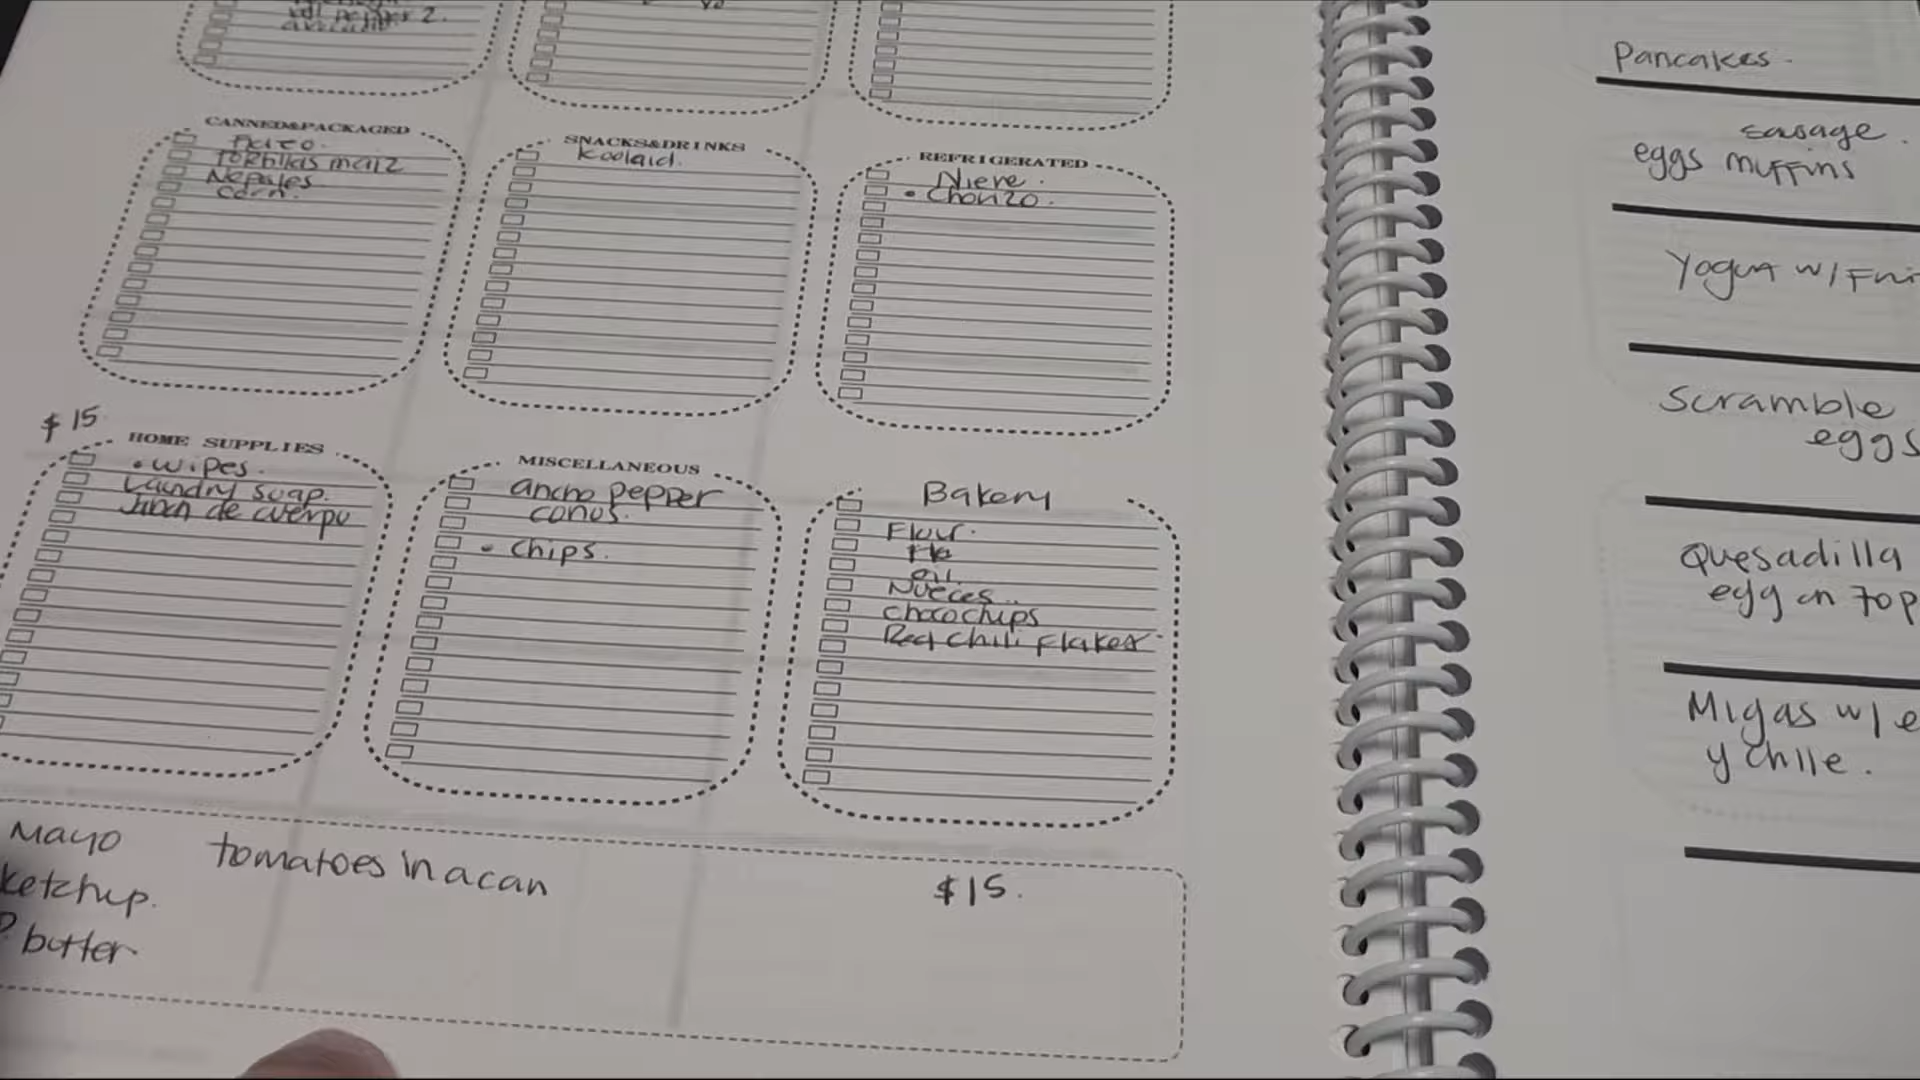 CANNED&PACKAGED
Tortillas maiz
Nopales
corn.
SNACKS&DRINKS
Koolaid.
REFRIGERATED
Nieve.
• Chorizo.
$15
HOME SUPPLIES
• wipes.
Laundry soap.
Jabon de cuerpo
MISCELLANEOUS
ancho pepper
conos.
• Chips.
Bakery
Flour.
oil.
Nueces..
chocochips
Red chili flakes.
Mayo
ketchup.
P butter
tomatoes in a can
$15.
Pancakes.
sasage.
eggs muffins
Yogurt w/
Scramble
eggs
Quesadilla
egg on top
Migas w/
y chile.